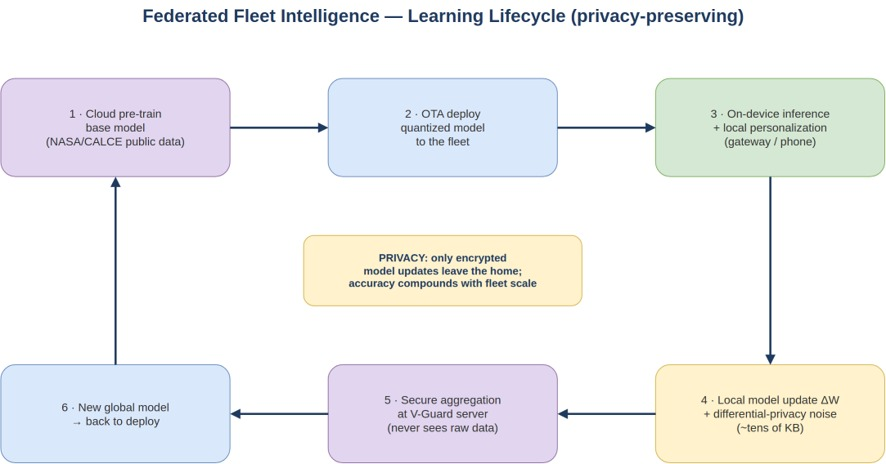 Federated Fleet Intelligence — Learning Lifecycle (privacy-preserving)
1 · Cloud pre-train
base model
(NASA/CALCE public data)
2 · OTA deploy
quantized model
to the fleet
3 · On-device inference
+ local personalization
(gateway / phone)
PRIVACY: only encrypted
model updates leave the home;
accuracy compounds with fleet scale
6 · New global model
→ back to deploy
5 · Secure aggregation
at V-Guard server
(never sees raw data)
4 · Local model update ΔW
+ differential-privacy noise
(~tens of KB)